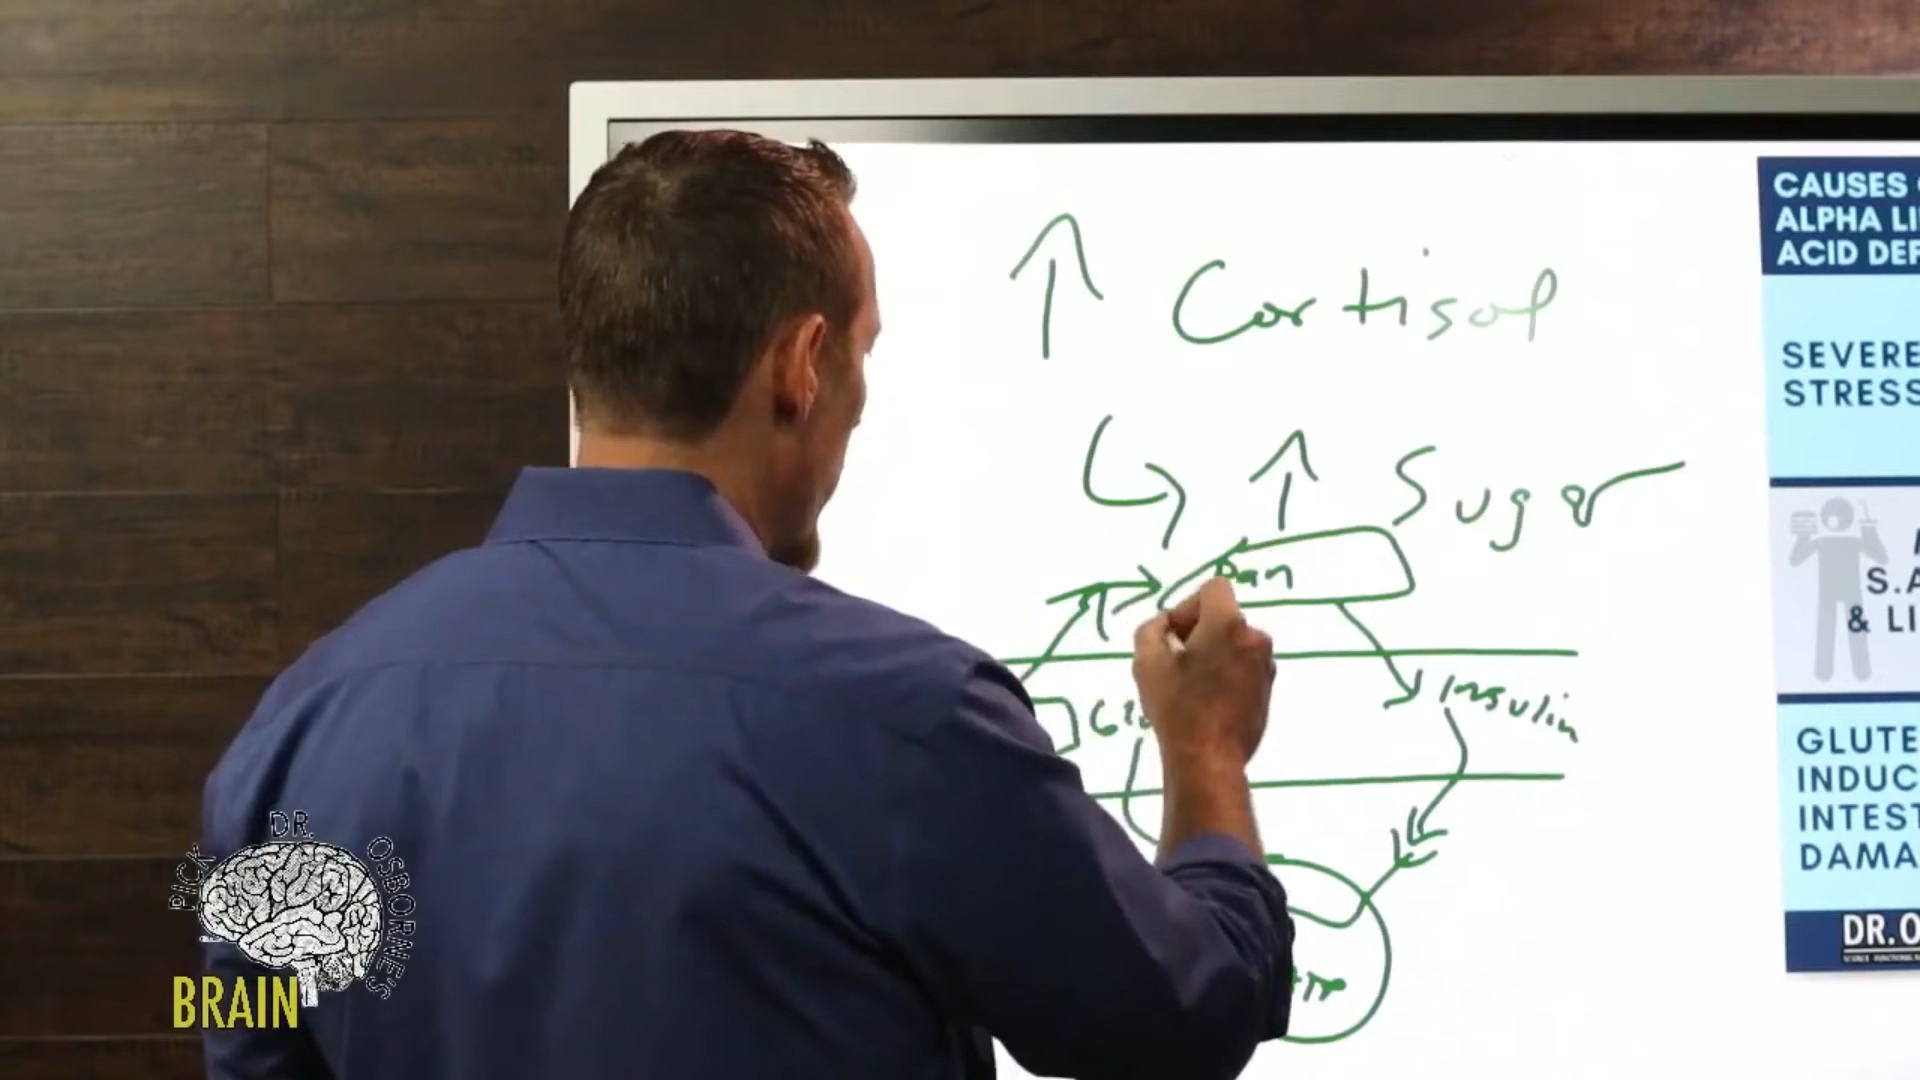 ↑ Cortisol
↑ Sugar
Pan
Insulin
CAUSES
ALPHA LI
ACID DEF
SEVERE
STRESS
S.A
& LI
GLUTE
INDUC
INTEST
DAMA
DR. O
PICK DR. OSBORNE'S
BRAIN